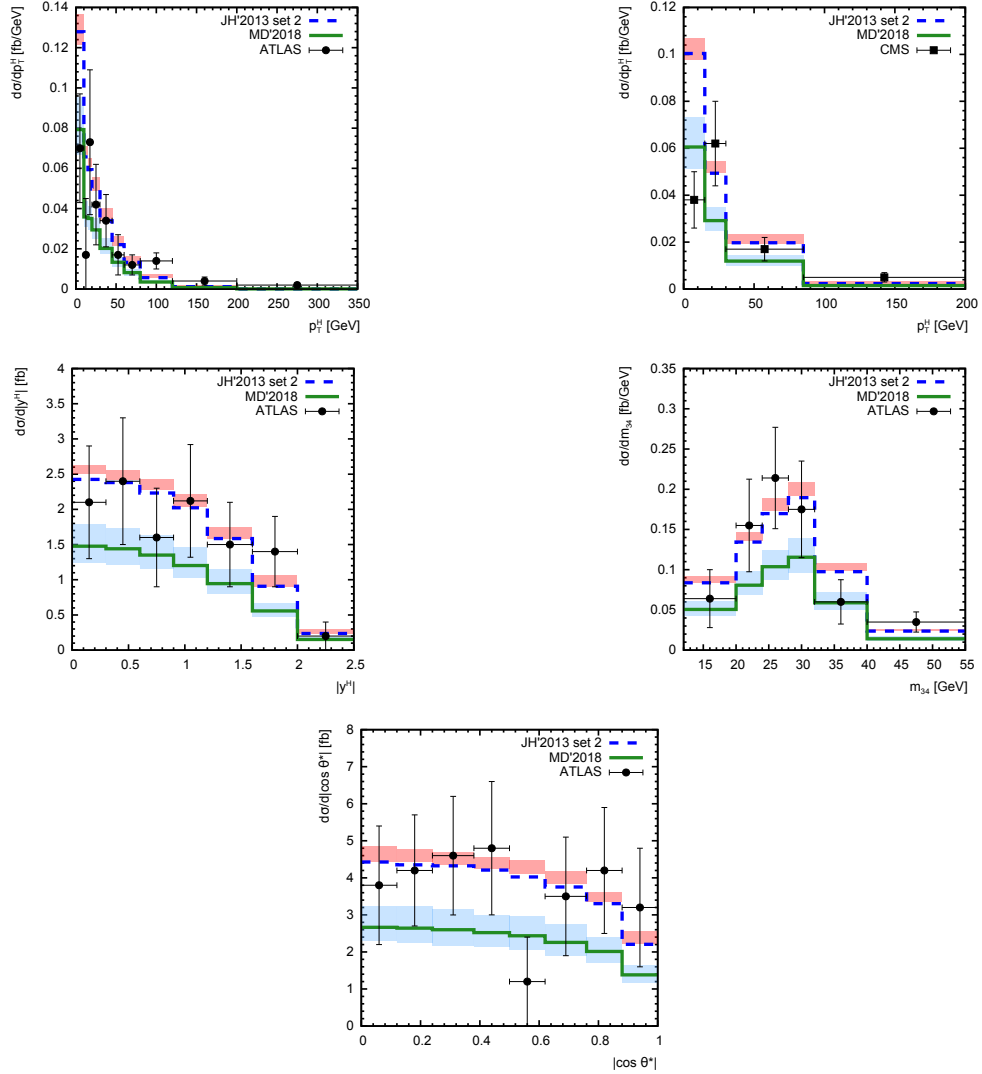 dσ/dp_T^H [fb/GeV]
JH'2013 set 2
MD'2018
ATLAS
0.14
0.12
0.1
0.08
0.06
0.04
0.02
0
0 50 100 150 200 250 300 350
p_T^H [GeV]
dσ/dp_T^H [fb/GeV]
JH'2013 set 2
MD'2018
CMS
0.12
0.1
0.08
0.06
0.04
0.02
0
0 50 100 150 200
p_T^H [GeV]
dσ/d|y^H| [fb]
JH'2013 set 2
MD'2018
ATLAS
4
3.5
3
2.5
2
1.5
1
0.5
0
0 0.5 1 1.5 2 2.5
|y^H|
dσ/dm_34 [fb/GeV]
JH'2013 set 2
MD'2018
ATLAS
0.35
0.3
0.25
0.2
0.15
0.1
0.05
0
15 20 25 30 35 40 45 50 55
m_34 [GeV]
dσ/d|cos θ*| [fb]
JH'2013 set 2
MD'2018
ATLAS
8
7
6
5
4
3
2
1
0
0 0.2 0.4 0.6 0.8 1
|cos θ*|